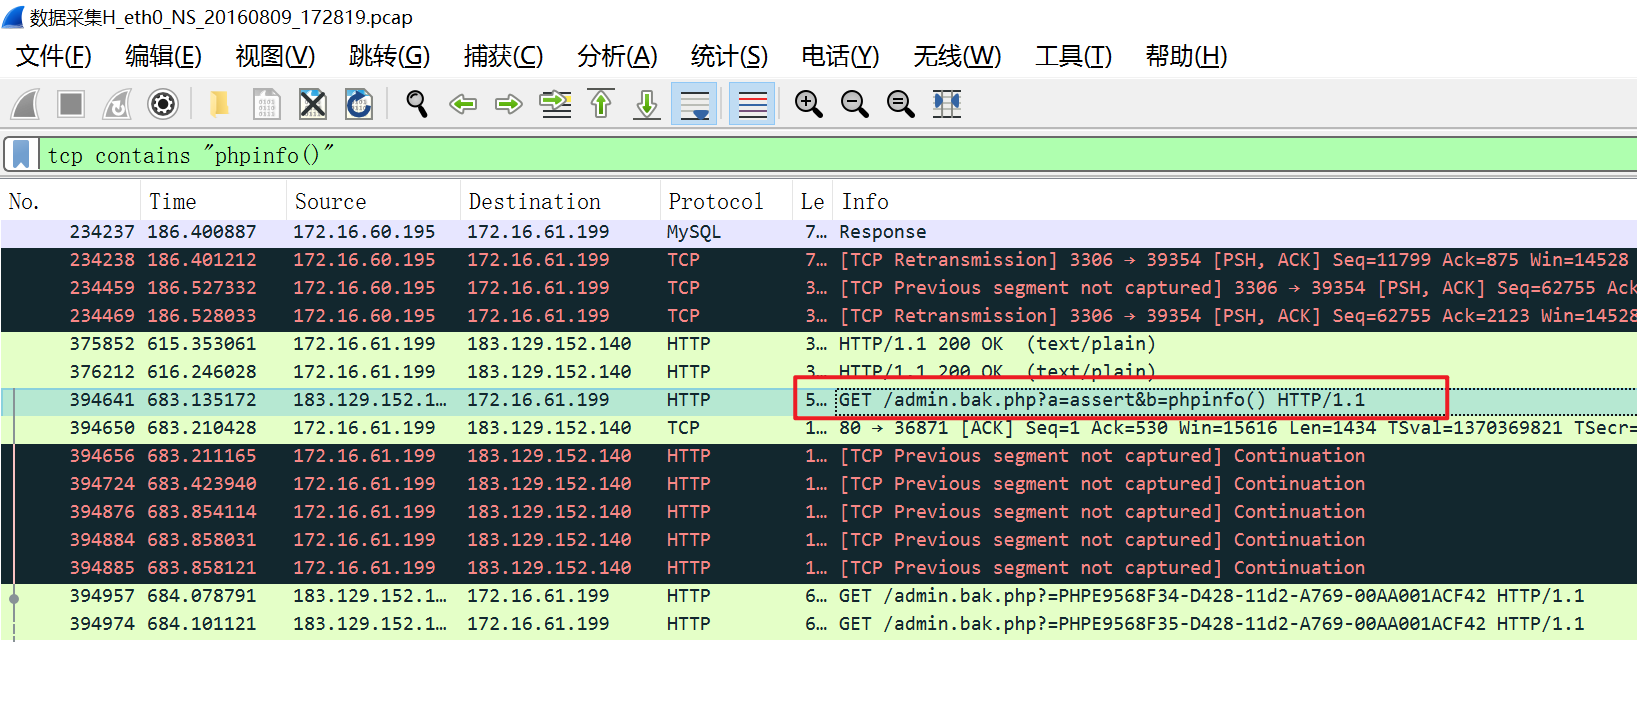 数据采集H_eth0_NS_20160809_172819.pcap
文件(F) 编辑(E) 视图(V) 跳转(G) 捕获(C) 分析(A) 统计(S) 电话(Y) 无线(W) 工具(T) 帮助(H)
tcp contains "phpinfo()"
No. Time Source Destination Protocol Le Info
234237 186.400887 172.16.60.195 172.16.61.199 MySQL 7… Response
234238 186.401212 172.16.60.195 172.16.61.199 TCP 7… [TCP Retransmission] 3306 → 39354 [PSH, ACK] Seq=11799 Ack=875 Win=14528
234459 186.527332 172.16.60.195 172.16.61.199 TCP 3… [TCP Previous segment not captured] 3306 → 39354 [PSH, ACK] Seq=62755 Ack
234469 186.528033 172.16.60.195 172.16.61.199 TCP 3… [TCP Retransmission] 3306 → 39354 [PSH, ACK] Seq=62755 Ack=2123 Win=14528
375852 615.353061 172.16.61.199 183.129.152.140 HTTP 3… HTTP/1.1 200 OK (text/plain)
376212 616.246028 172.16.61.199 183.129.152.140 HTTP 3… HTTP/1.1 200 OK (text/plain)
394641 683.135172 183.129.152.1… 172.16.61.199 HTTP 5… GET /admin.bak.php?a=assert&b=phpinfo() HTTP/1.1
394650 683.210428 172.16.61.199 183.129.152.140 TCP 1… 80 → 36871 [ACK] Seq=1 Ack=530 Win=15616 Len=1434 TSval=1370369821 TSecr=
394656 683.211165 172.16.61.199 183.129.152.140 HTTP 1… [TCP Previous segment not captured] Continuation
394724 683.423940 172.16.61.199 183.129.152.140 HTTP 1… [TCP Previous segment not captured] Continuation
394876 683.854114 172.16.61.199 183.129.152.140 HTTP 1… [TCP Previous segment not captured] Continuation
394884 683.858031 172.16.61.199 183.129.152.140 HTTP 1… [TCP Previous segment not captured] Continuation
394885 683.858121 172.16.61.199 183.129.152.140 HTTP 1… [TCP Previous segment not captured] Continuation
394957 684.078791 183.129.152.1… 172.16.61.199 HTTP 6… GET /admin.bak.php?=PHPE9568F34-D428-11d2-A769-00AA001ACF42 HTTP/1.1
394974 684.101121 183.129.152.1… 172.16.61.199 HTTP 6… GET /admin.bak.php?=PHPE9568F35-D428-11d2-A769-00AA001ACF42 HTTP/1.1